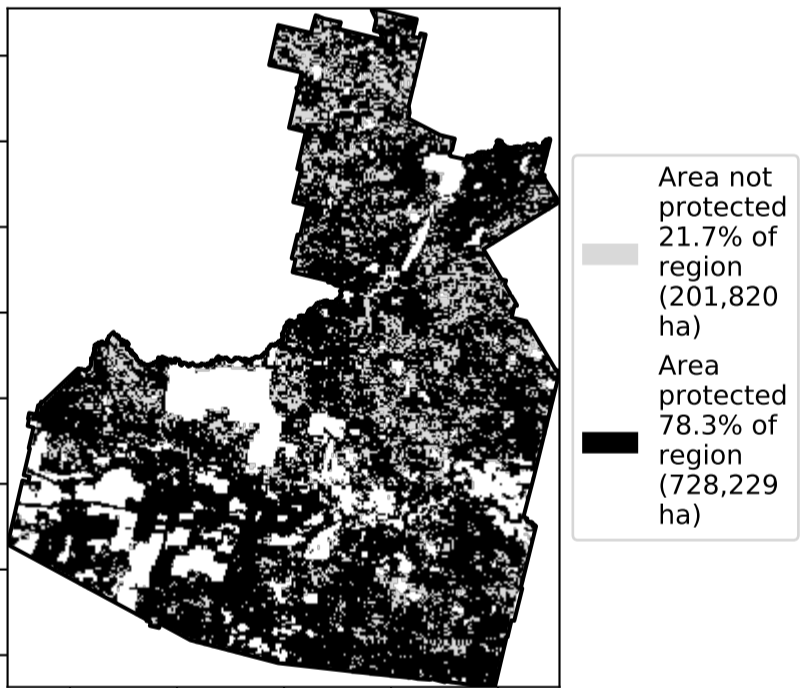 Area not
protected
21.7% of
region
(201,820
ha)
Area
protected
78.3% of
region
(728,229
ha)